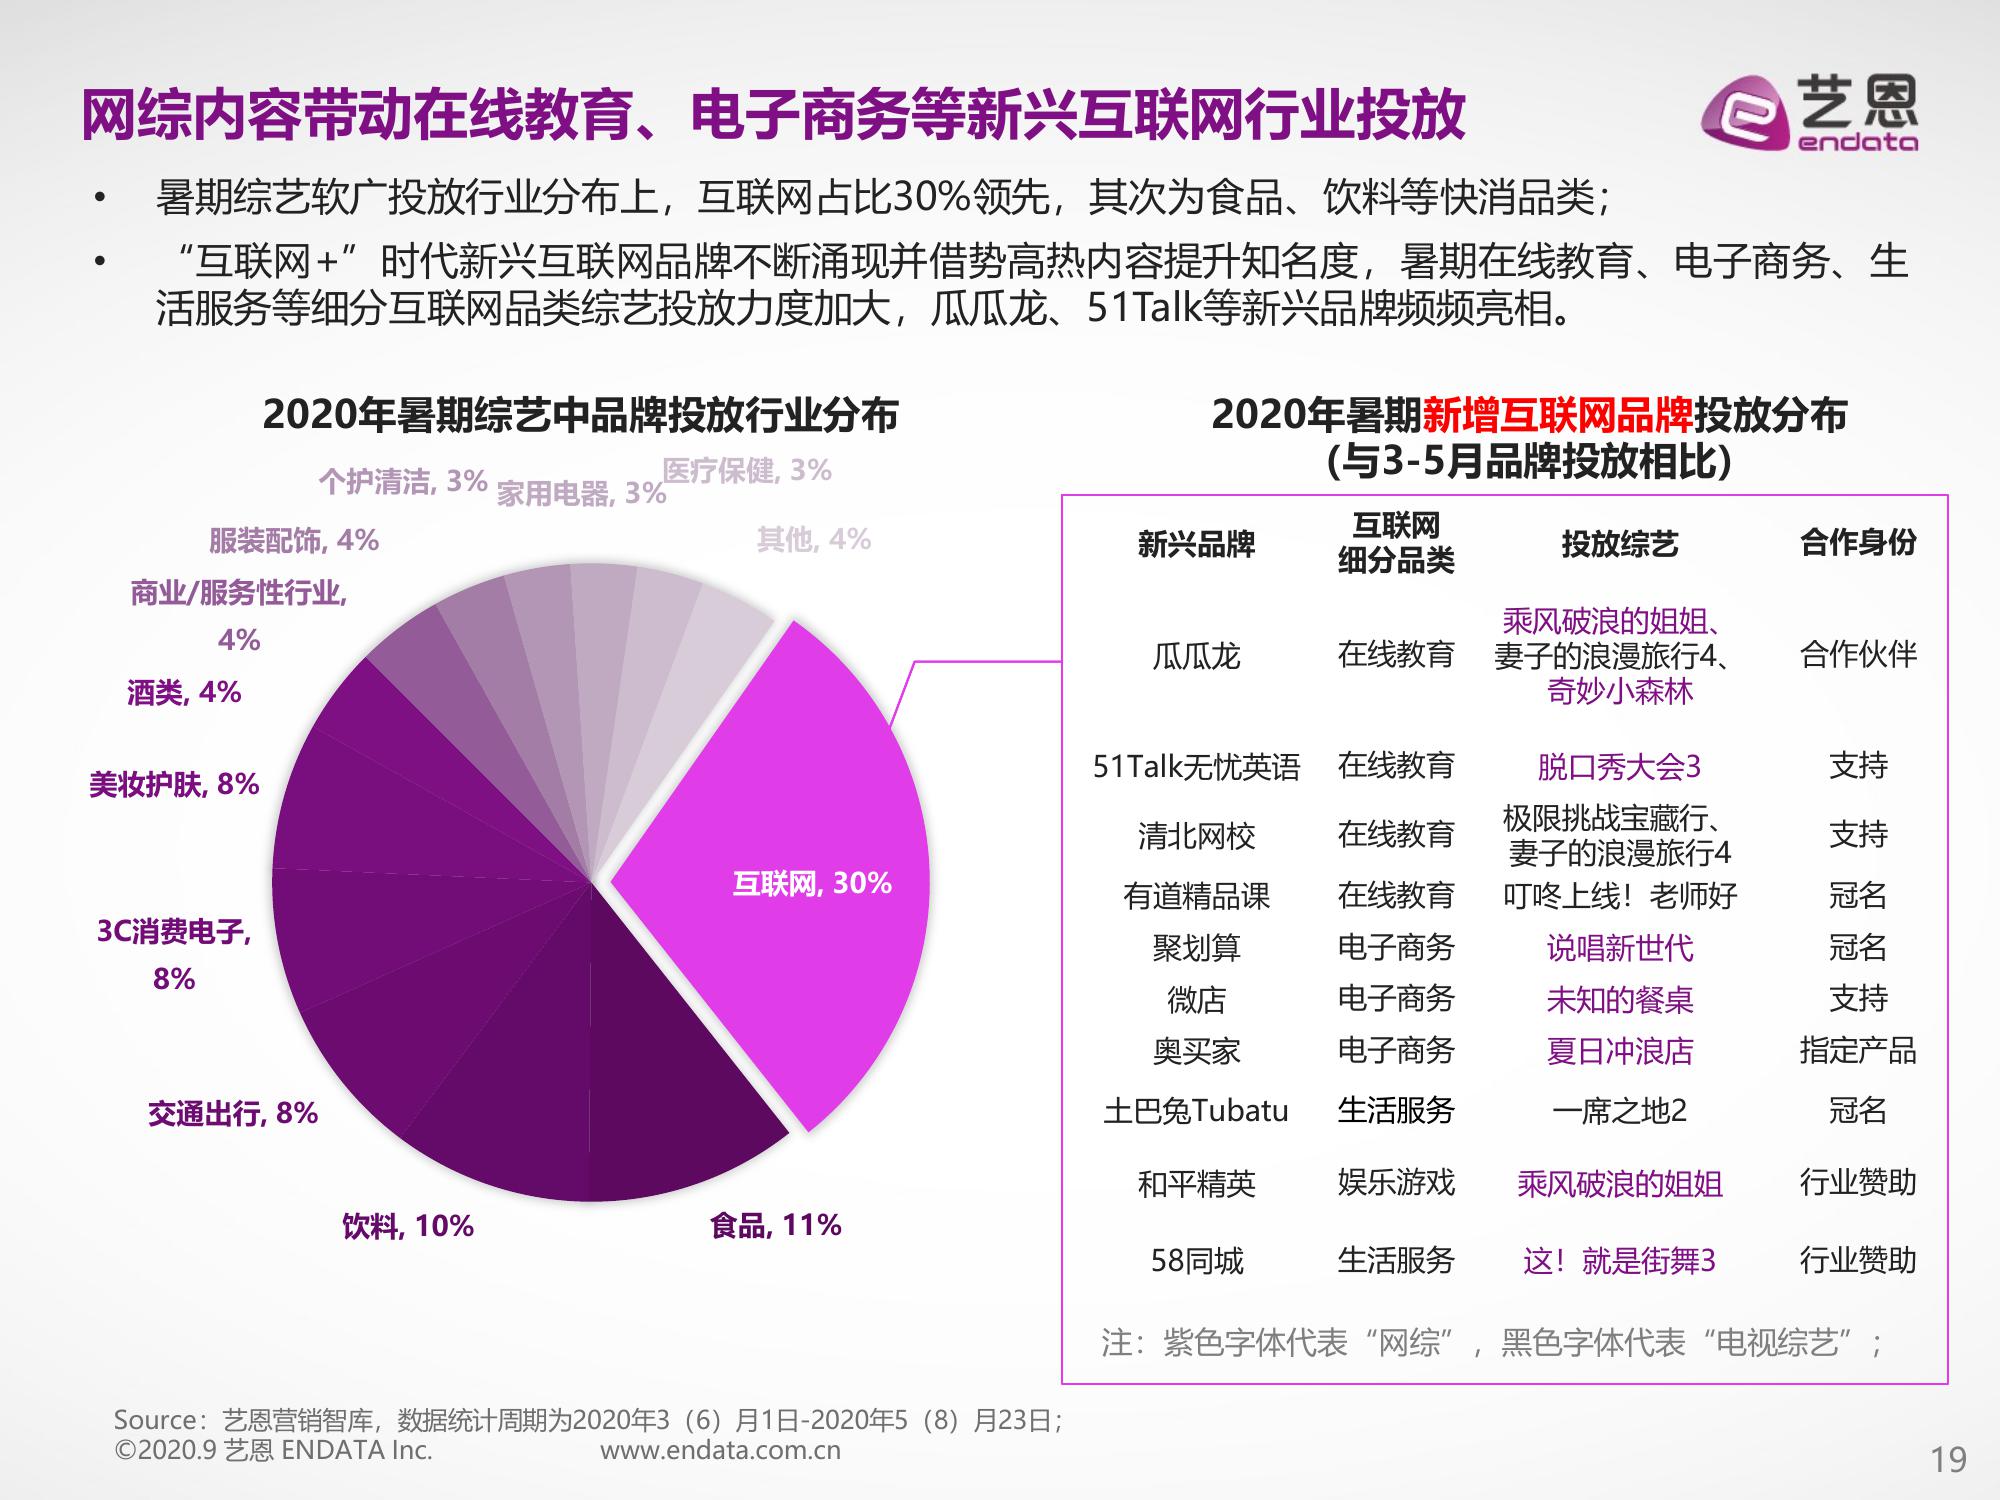 网综内容带动在线教育、电子商务等新兴互联网行业投放
艺恩
endata
• 暑期综艺软广投放行业分布上，互联网占比30%领先，其次为食品、饮料等快消品类；
• “互联网+”时代新兴互联网品牌不断涌现并借势高热内容提升知名度，暑期在线教育、电子商务、生
活服务等细分互联网品类综艺投放力度加大，瓜瓜龙、51Talk等新兴品牌频频亮相。
2020年暑期综艺中品牌投放行业分布
个护清洁, 3%
家用电器, 3%
医疗保健, 3%
服装配饰, 4%
其他, 4%
商业/服务性行业,
4%
酒类, 4%
美妆护肤, 8%
互联网, 30%
3C消费电子,
8%
交通出行, 8%
饮料, 10%
食品, 11%
2020年暑期新增互联网品牌投放分布
(与3-5月品牌投放相比)
新兴品牌 互联网 投放综艺 合作身份
细分品类
乘风破浪的姐姐、
瓜瓜龙 在线教育 妻子的浪漫旅行4、 合作伙伴
奇妙小森林
51Talk无忧英语 在线教育 脱口秀大会3 支持
极限挑战宝藏行、
清北网校 在线教育 妻子的浪漫旅行4 支持
有道精品课 在线教育 叮咚上线！老师好 冠名
聚划算 电子商务 说唱新世代 冠名
微店 电子商务 未知的餐桌 支持
奥买家 电子商务 夏日冲浪店 指定产品
土巴兔Tubatu 生活服务 一席之地2 冠名
和平精英 娱乐游戏 乘风破浪的姐姐 行业赞助
58同城 生活服务 这！就是街舞3 行业赞助
注：紫色字体代表“网综”，黑色字体代表“电视综艺”；
Source：艺恩营销智库，数据统计周期为2020年3（6）月1日-2020年5（8）月23日；
©2020.9 艺恩 ENDATA Inc. www.endata.com.cn
19